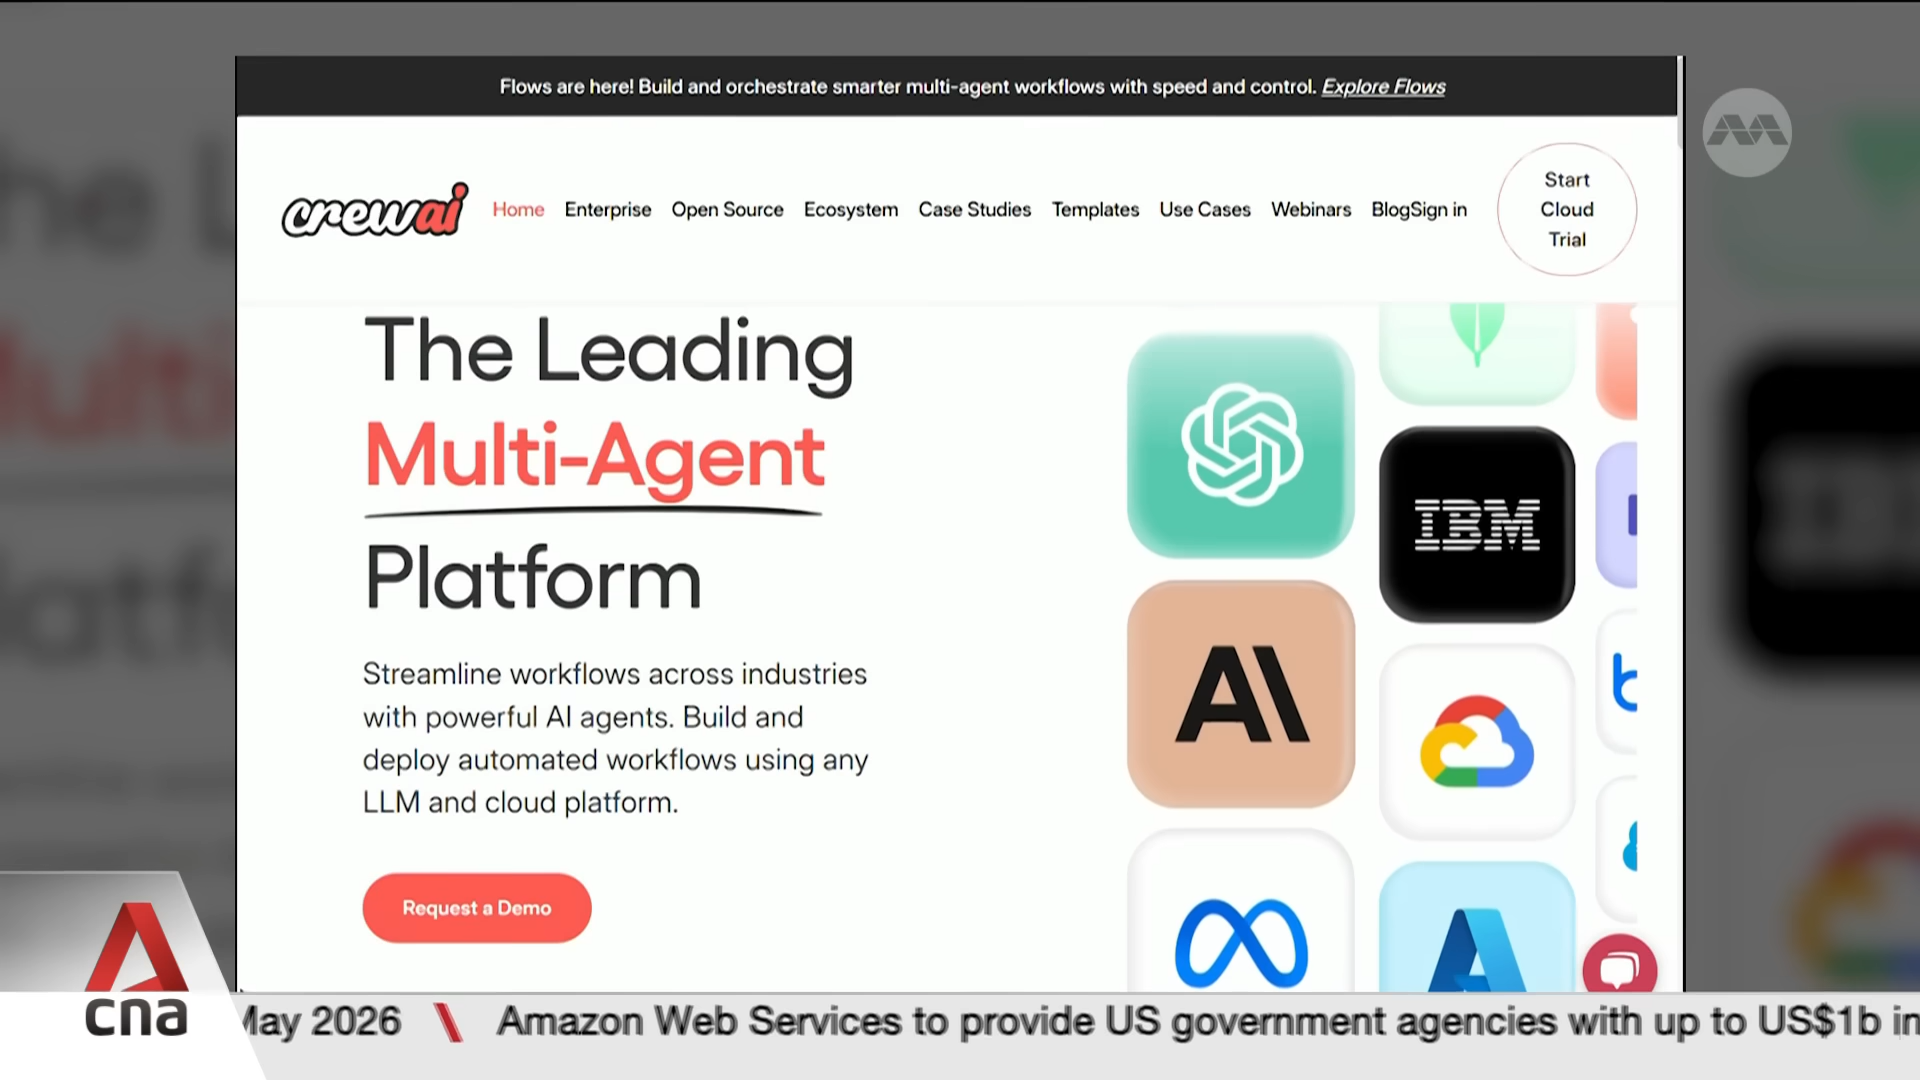 Flows are here! Build and orchestrate smarter multi-agent workflows with speed and control. Explore Flows
crewai
Home Enterprise Open Source Ecosystem Case Studies Templates Use Cases Webinars BlogSign in
Start
Cloud
Trial
The Leading
Multi-Agent
Platform
Streamline workflows across industries
with powerful AI agents. Build and
deploy automated workflows using any
LLM and cloud platform.
Request a Demo
IBM
AI
cna
May 2026 \ Amazon Web Services to provide US government agencies with up to US$1b in